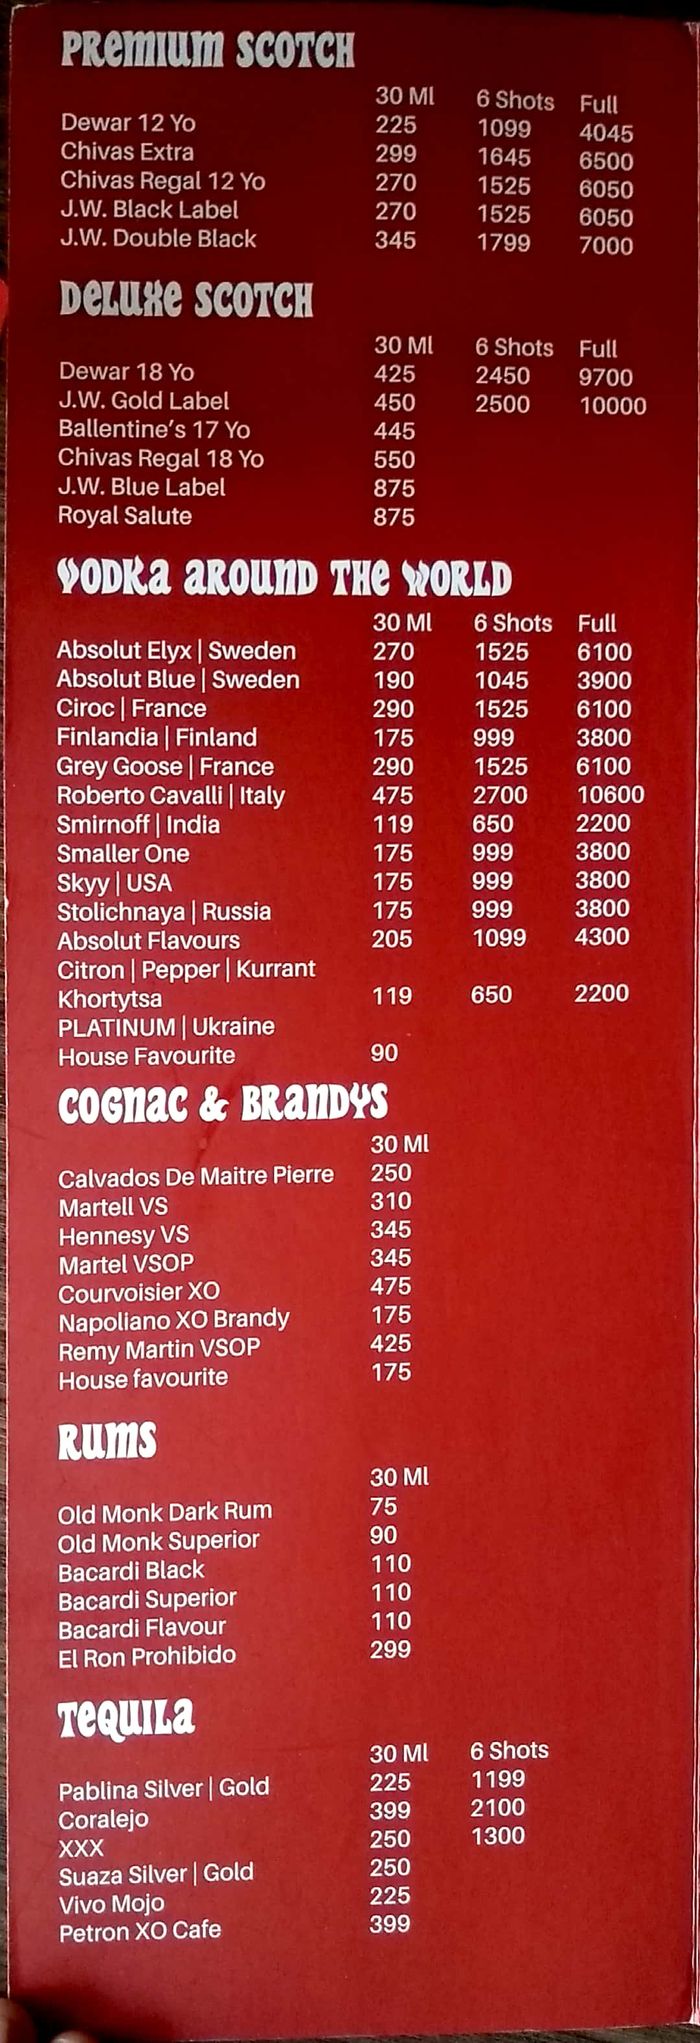 PREMIUM SCOTCH
30 Ml 6 Shots Full
Dewar 12 Yo 225 1099 4045
Chivas Extra 299 1645 6500
Chivas Regal 12 Yo 270 1525 6050
J.W. Black Label 270 1525 6050
J.W. Double Black 345 1799 7000
DELUXE SCOTCH
30 Ml 6 Shots Full
Dewar 18 Yo 425 2450 9700
J.W. Gold Label 450 2500 10000
Ballentine's 17 Yo 445
Chivas Regal 18 Yo 550
J.W. Blue Label 875
Royal Salute 875
VODKA AROUND THE WORLD
30 Ml 6 Shots Full
Absolut Elyx | Sweden 270 1525 6100
Absolut Blue | Sweden 190 1045 3900
Ciroc | France 290 1525 6100
Finlandia | Finland 175 999 3800
Grey Goose | France 290 1525 6100
Roberto Cavalli | Italy 475 2700 10600
Smirnoff | India 119 650 2200
Smaller One 175 999 3800
Skyy | USA 175 999 3800
Stolichnaya | Russia 175 999 3800
Absolut Flavours 205 1099 4300
Citron | Pepper | Kurrant
Khortytsa 119 650 2200
PLATINUM | Ukraine
House Favourite 90
COGNAC & BRANDYS
30 Ml
Calvados De Maitre Pierre 250
Martell VS 310
Hennesy VS 345
Martel VSOP 345
Courvoisier XO 475
Napoliano XO Brandy 175
Remy Martin VSOP 425
House favourite 175
RUMS
30 Ml
Old Monk Dark Rum 75
Old Monk Superior 90
Bacardi Black 110
Bacardi Superior 110
Bacardi Flavour 110
El Ron Prohibido 299
TEQUILA
30 Ml 6 Shots
Pablina Silver | Gold 225 1199
Coralejo 399 2100
XXX 250 1300
Suaza Silver | Gold 250
Vivo Mojo 225
Petron XO Cafe 399